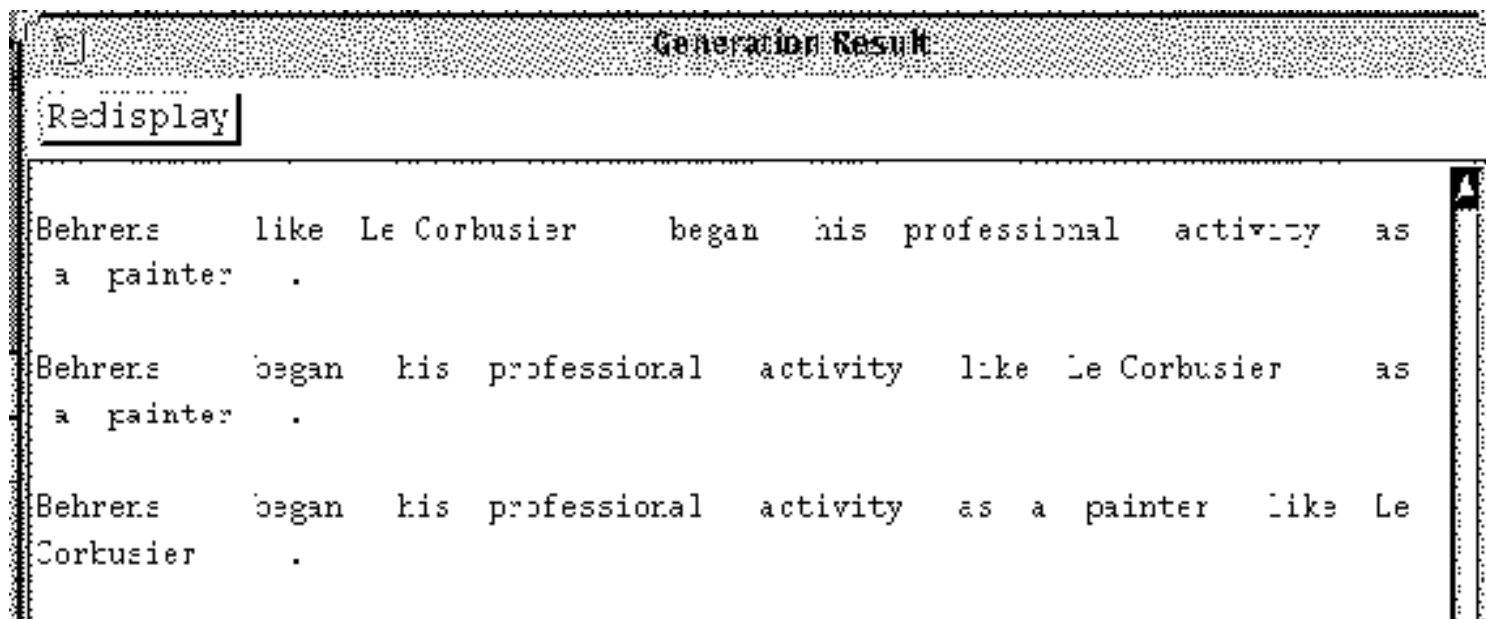 Generation Result
Redisplay
Behrens like Le Corbusier began his professional activity as
a painter .
Behrens began his professional activity like Le Corbusier as
a painter .
Behrens began his professional activity as a painter like Le
Corbusier .